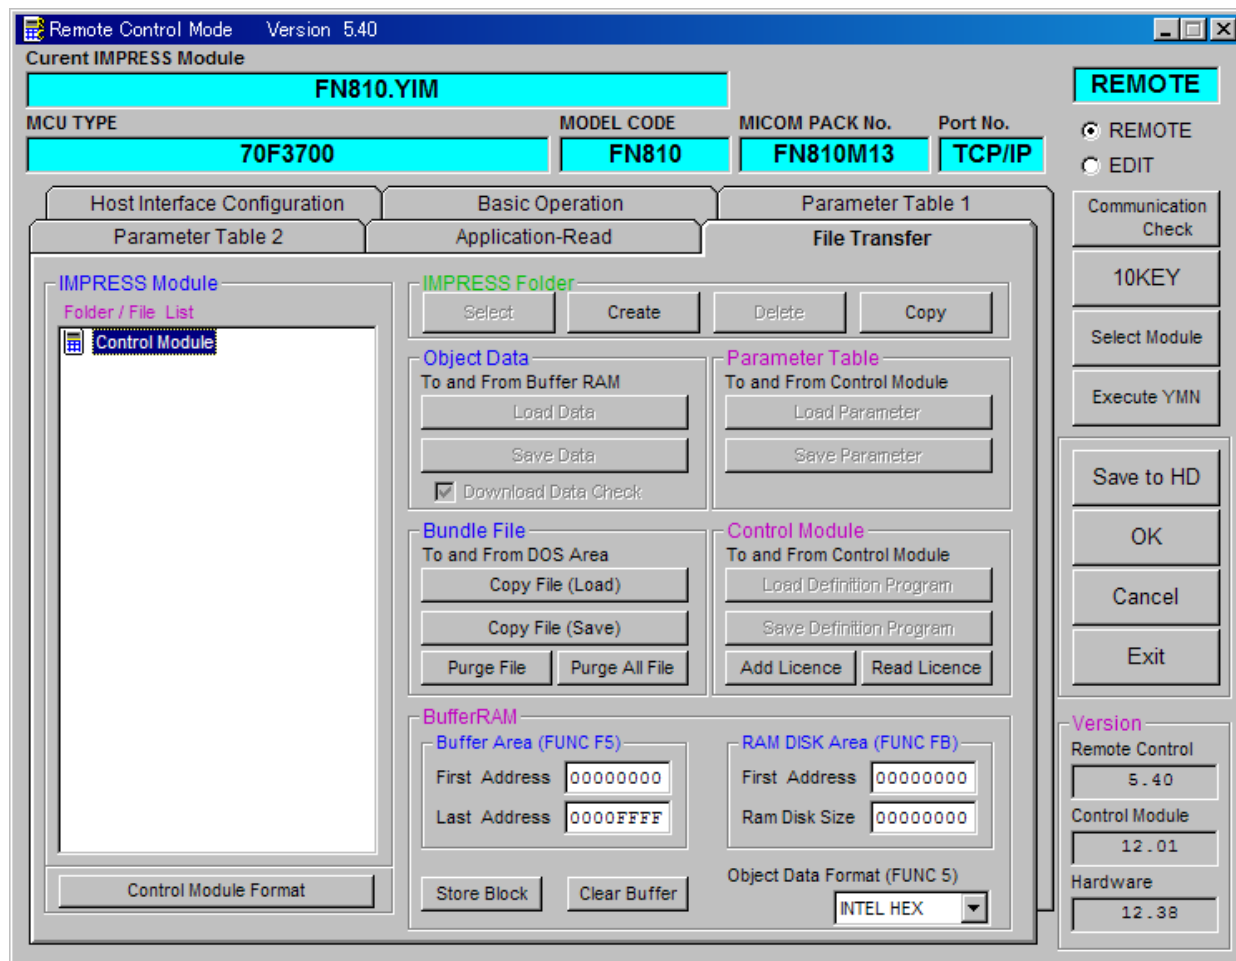 Remote Control Mode Version 5.40
Curent IMPRESS Module
FN810.YIM
REMOTE
MCU TYPE
MODEL CODE
MICOM PACK No.
Port No.
70F3700
FN810
FN810M13
TCP/IP
REMOTE
EDIT
Host Interface Configuration
Basic Operation
Parameter Table 1
Parameter Table 2
Application-Read
File Transfer
IMPRESS Module
Folder / File List
Control Module
Control Module Format
IMPRESS Folder
Select
Create
Delete
Copy
Object Data
To and From Buffer RAM
Load Data
Save Data
Download Data Check
Parameter Table
To and From Control Module
Load Parameter
Save Parameter
Bundle File
To and From DOS Area
Copy File (Load)
Copy File (Save)
Purge File
Purge All File
Control Module
To and From Control Module
Load Definition Program
Save Definition Program
Add Licence
Read Licence
BufferRAM
Buffer Area (FUNC F5)
First Address 00000000
Last Address 0000FFFF
RAM DISK Area (FUNC FB)
First Address 00000000
Ram Disk Size 00000000
Store Block
Clear Buffer
Object Data Format (FUNC 5)
INTEL HEX
Communication
Check
10KEY
Select Module
Execute YMN
Save to HD
OK
Cancel
Exit
Version
Remote Control
5.40
Control Module
12.01
Hardware
12.38